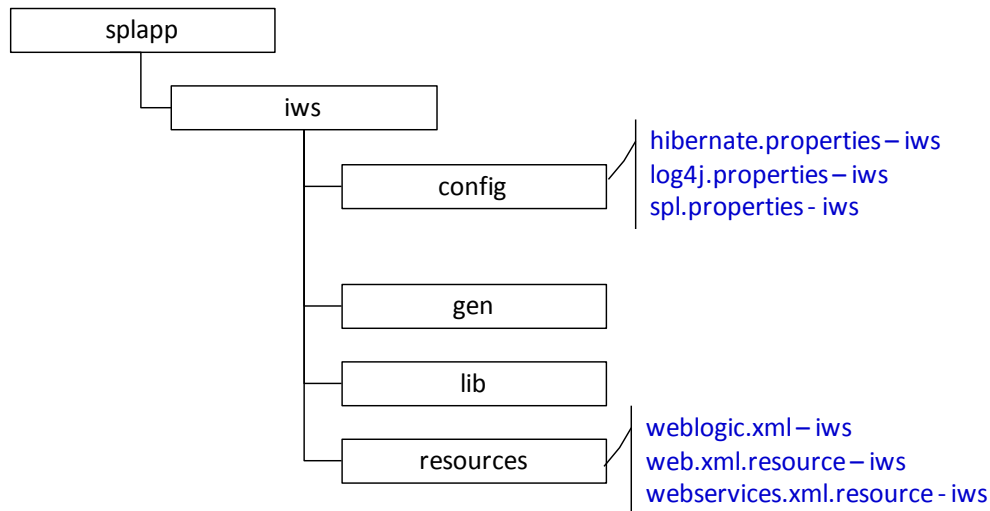 splapp
iws
hibernate.properties – iws
log4j.properties – iws
spl.properties - iws
config
gen
lib
weblogic.xml – iws
web.xml.resource – iws
webservices.xml.resource - iws
resources